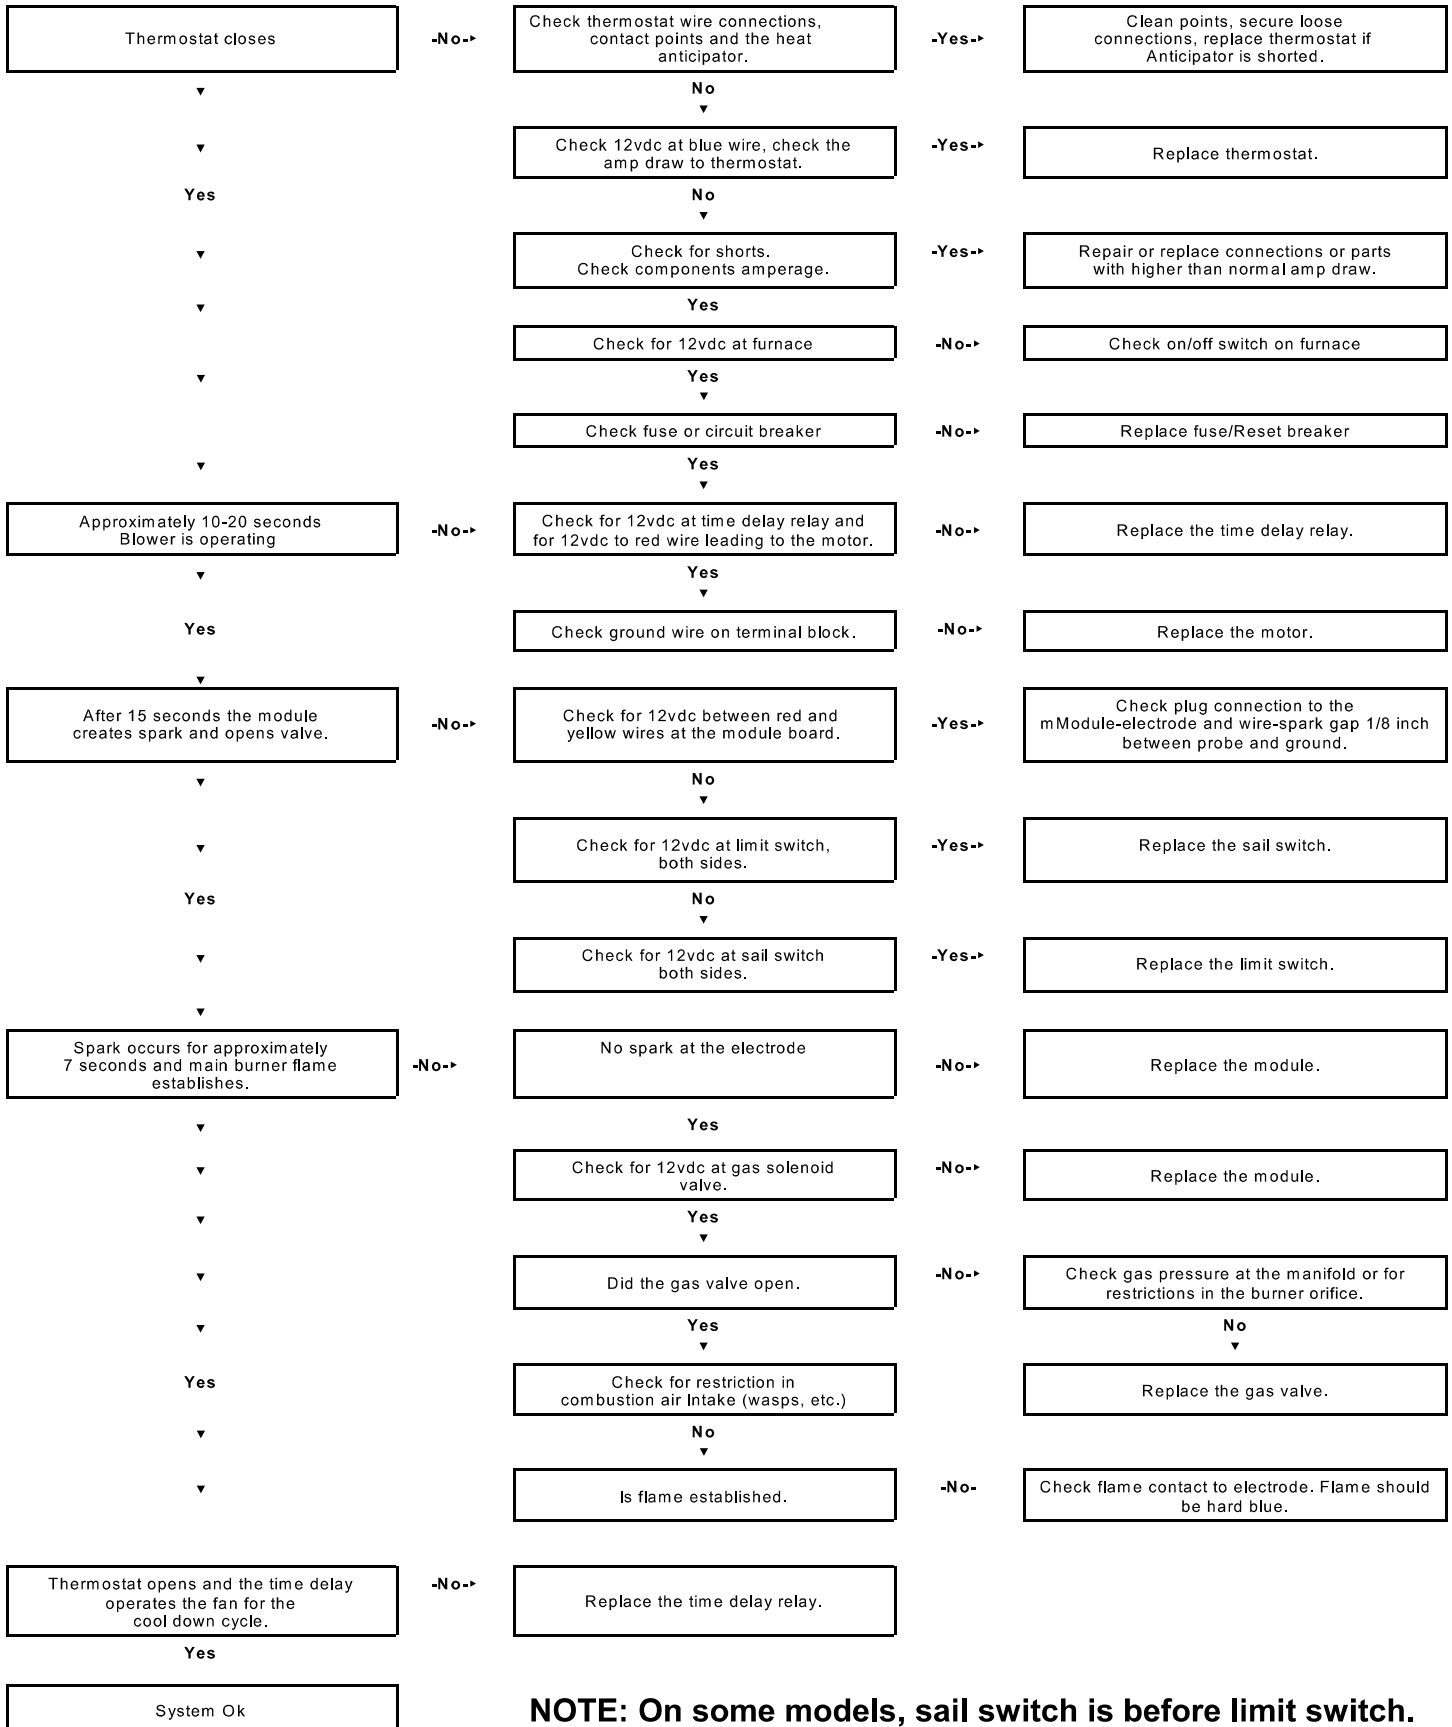 Thermostat closes
-No-▸
Check thermostat wire connections,
contact points and the heat
anticipator.
-Yes-▸
Clean points, secure loose
connections, replace thermostat if
Anticipator is shorted.
▾
No
▾
▾
Check 12vdc at blue wire, check the
amp draw to thermostat.
-Yes-▸
Replace thermostat.
Yes
No
▾
▾
Check for shorts.
Check components amperage.
-Yes-▸
Repair or replace connections or parts
with higher than normal amp draw.
▾
Yes
Check for 12vdc at furnace
-No-▸
Check on/off switch on furnace
▾
Yes
▾
Check fuse or circuit breaker
-No-▸
Replace fuse/Reset breaker
▾
Yes
▾
Approximately 10-20 seconds
Blower is operating
-No-▸
Check for 12vdc at time delay relay and
for 12vdc to red wire leading to the motor.
-No-▸
Replace the time delay relay.
▾
Yes
▾
Yes
Check ground wire on terminal block.
-No-▸
Replace the motor.
▾
After 15 seconds the module
creates spark and opens valve.
-No-▸
Check for 12vdc between red and
yellow wires at the module board.
-Yes-▸
Check plug connection to the
mModule-electrode and wire-spark gap 1/8 inch
between probe and ground.
▾
No
▾
▾
Check for 12vdc at limit switch,
both sides.
-Yes-▸
Replace the sail switch.
Yes
No
▾
▾
Check for 12vdc at sail switch
both sides.
-Yes-▸
Replace the limit switch.
▾
Spark occurs for approximately
7 seconds and main burner flame
establishes.
-No-▸
No spark at the electrode
-No-▸
Replace the module.
▾
Yes
▾
Check for 12vdc at gas solenoid
valve.
-No-▸
Replace the module.
▾
Yes
▾
▾
Did the gas valve open.
-No-▸
Check gas pressure at the manifold or for
restrictions in the burner orifice.
▾
Yes
▾
No
▾
Yes
Check for restriction in
combustion air Intake (wasps, etc.)
Replace the gas valve.
▾
No
▾
▾
Is flame established.
-No-
Check flame contact to electrode. Flame should
be hard blue.
Thermostat opens and the time delay
operates the fan for the
cool down cycle.
-No-▸
Replace the time delay relay.
Yes
System Ok
NOTE: On some models, sail switch is before limit switch.